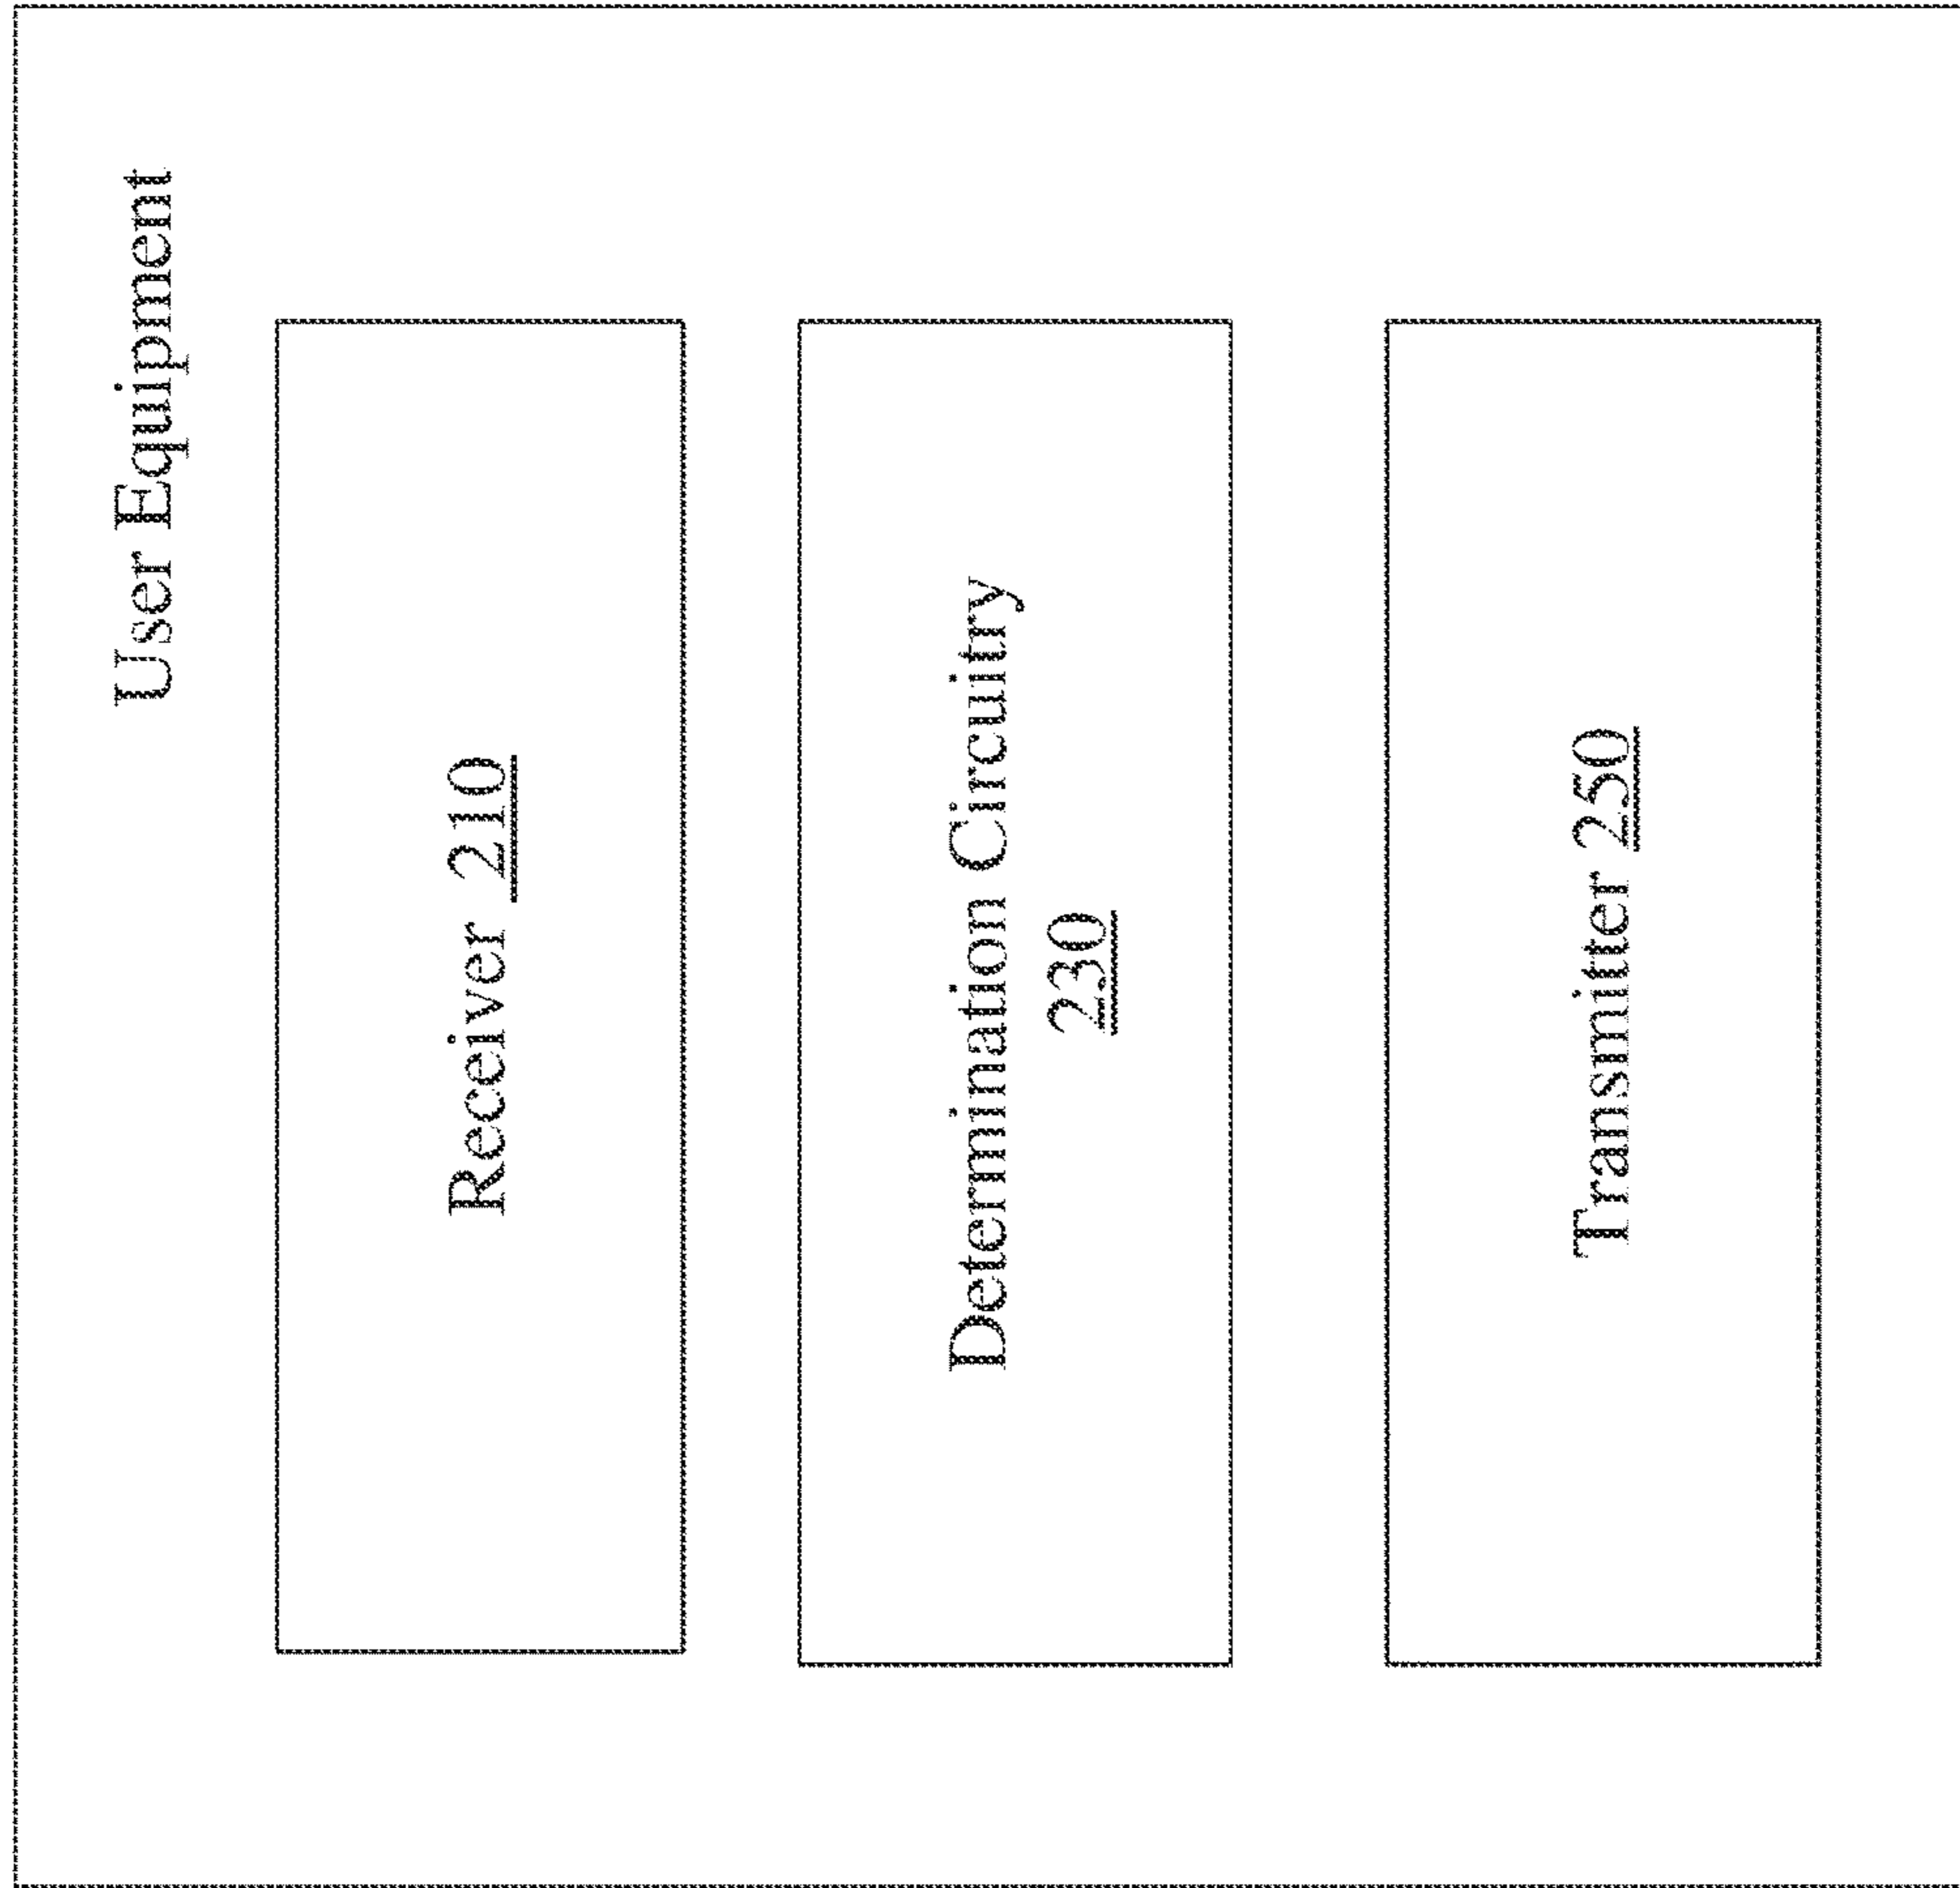 User Equipment
Receiver 210
Determination Circuitry
230
Transmitter 250